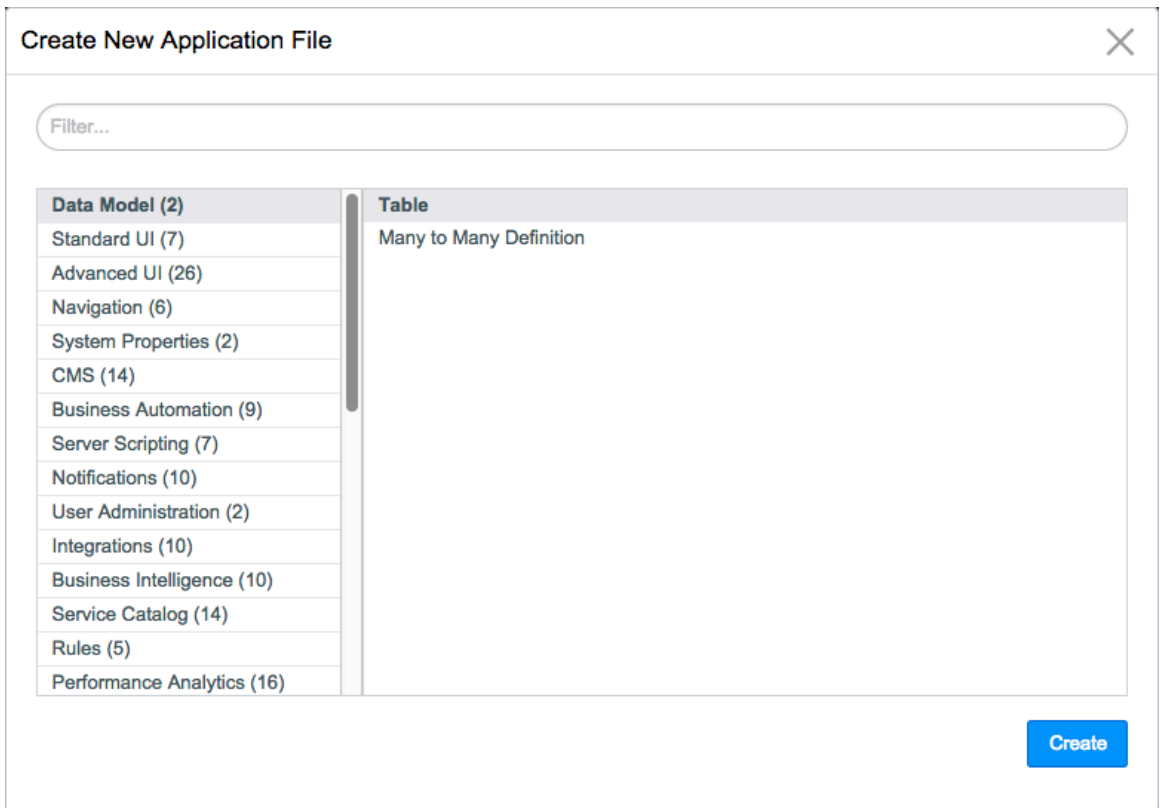 Create New Application File
Filter...
Data Model (2)
Table
Standard UI (7)
Many to Many Definition
Advanced UI (26)
Navigation (6)
System Properties (2)
CMS (14)
Business Automation (9)
Server Scripting (7)
Notifications (10)
User Administration (2)
Integrations (10)
Business Intelligence (10)
Service Catalog (14)
Rules (5)
Performance Analytics (16)
Create